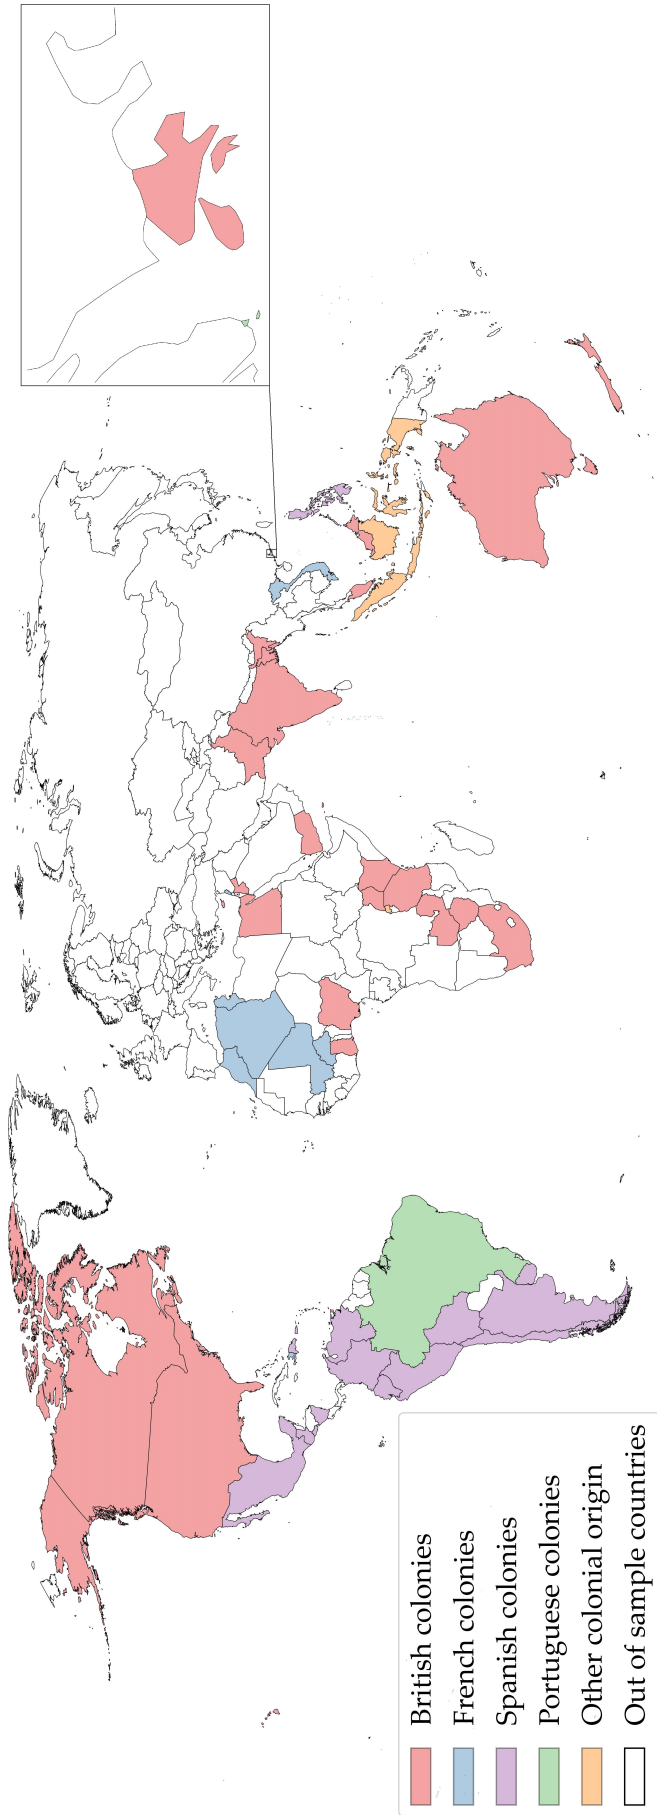 British colonies
French colonies
Spanish colonies
Portuguese colonies
Other colonial origin
Out of sample countries